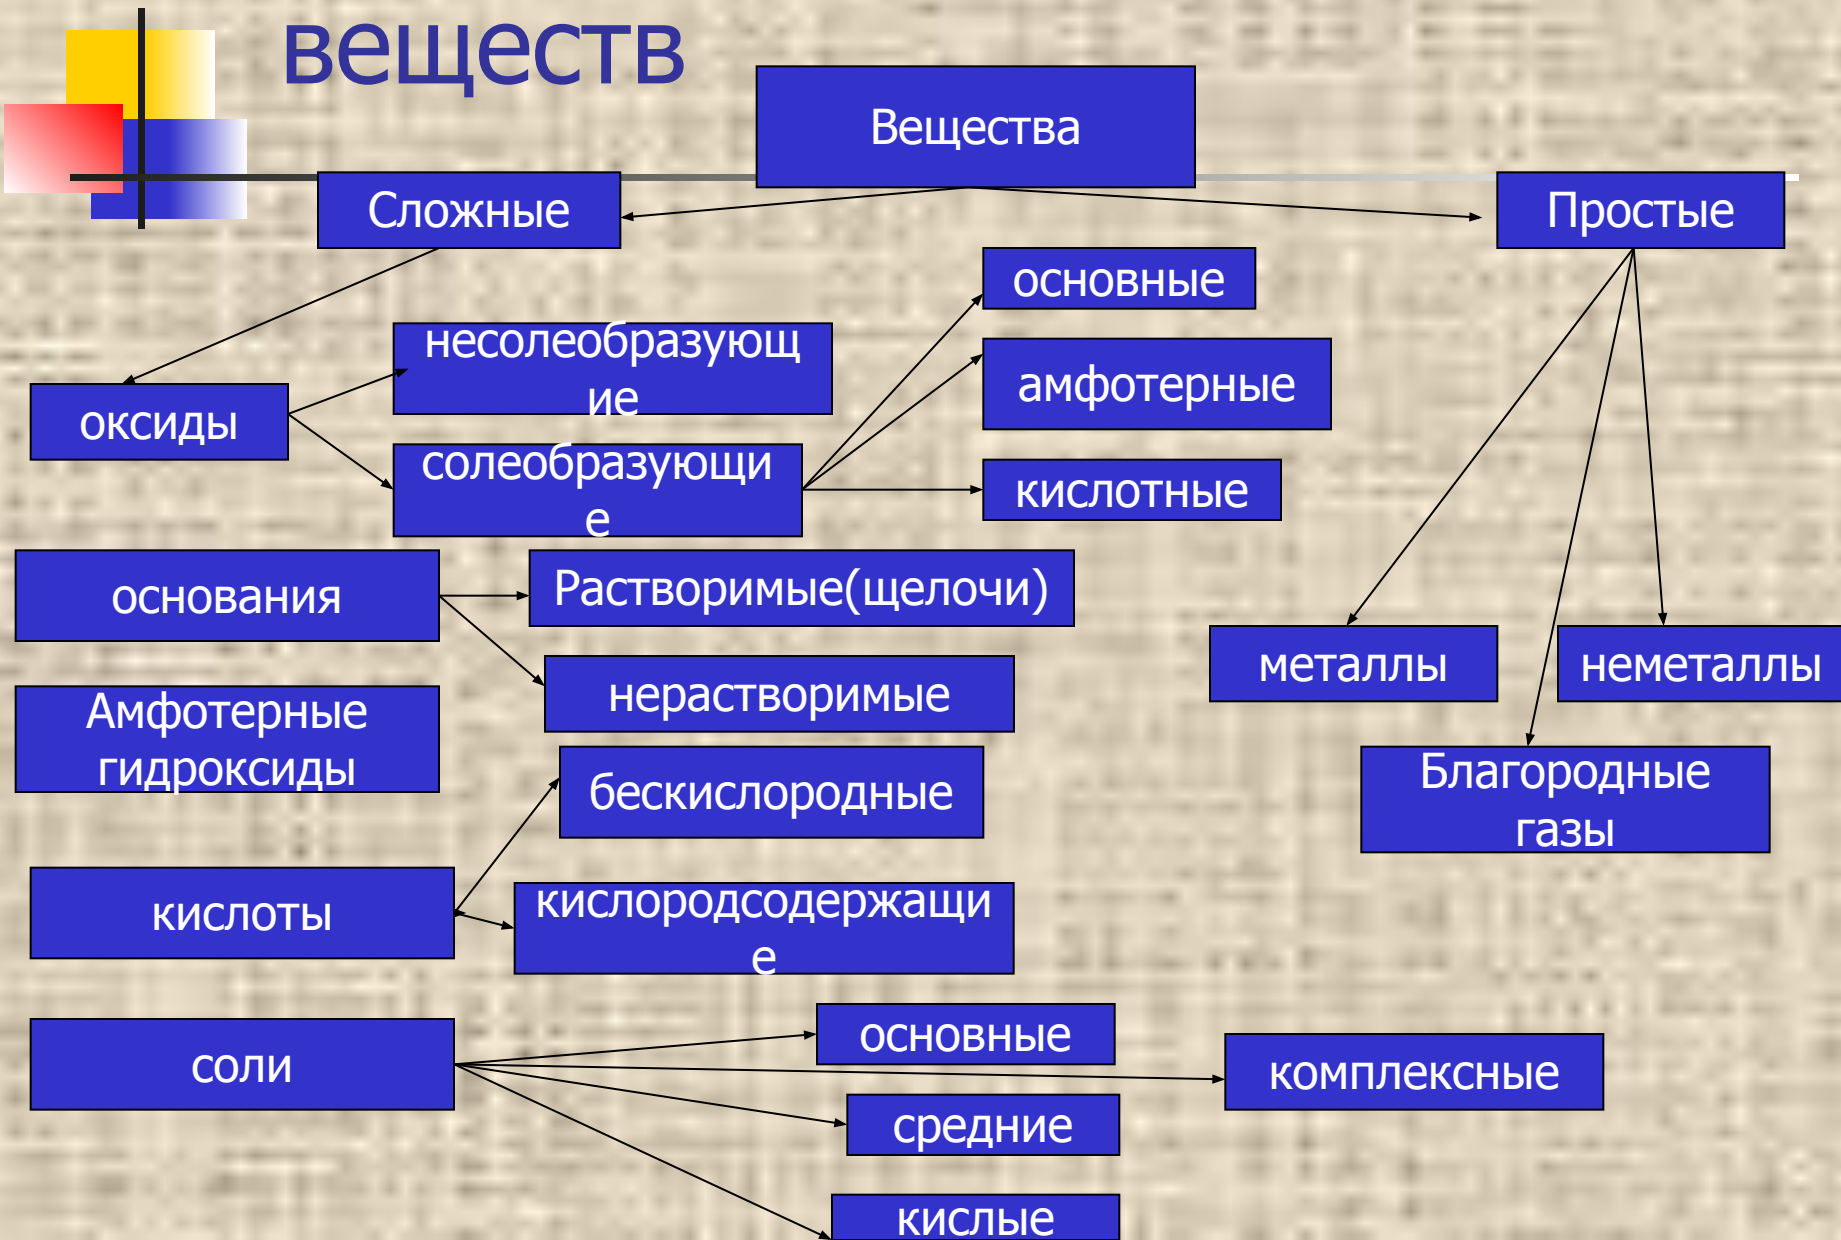 веществ
Вещества
Сложные
Простые
основные
несолеобразующ
ие
амфотерные
оксиды
солеобразующи
е
кислотные
основания
Растворимые(щелочи)
нерастворимые
металлы
неметаллы
Амфотерные
гидроксиды
бескислородные
Благородные
газы
кислоты
кислородсодержащи
е
соли
основные
комплексные
средние
кислые